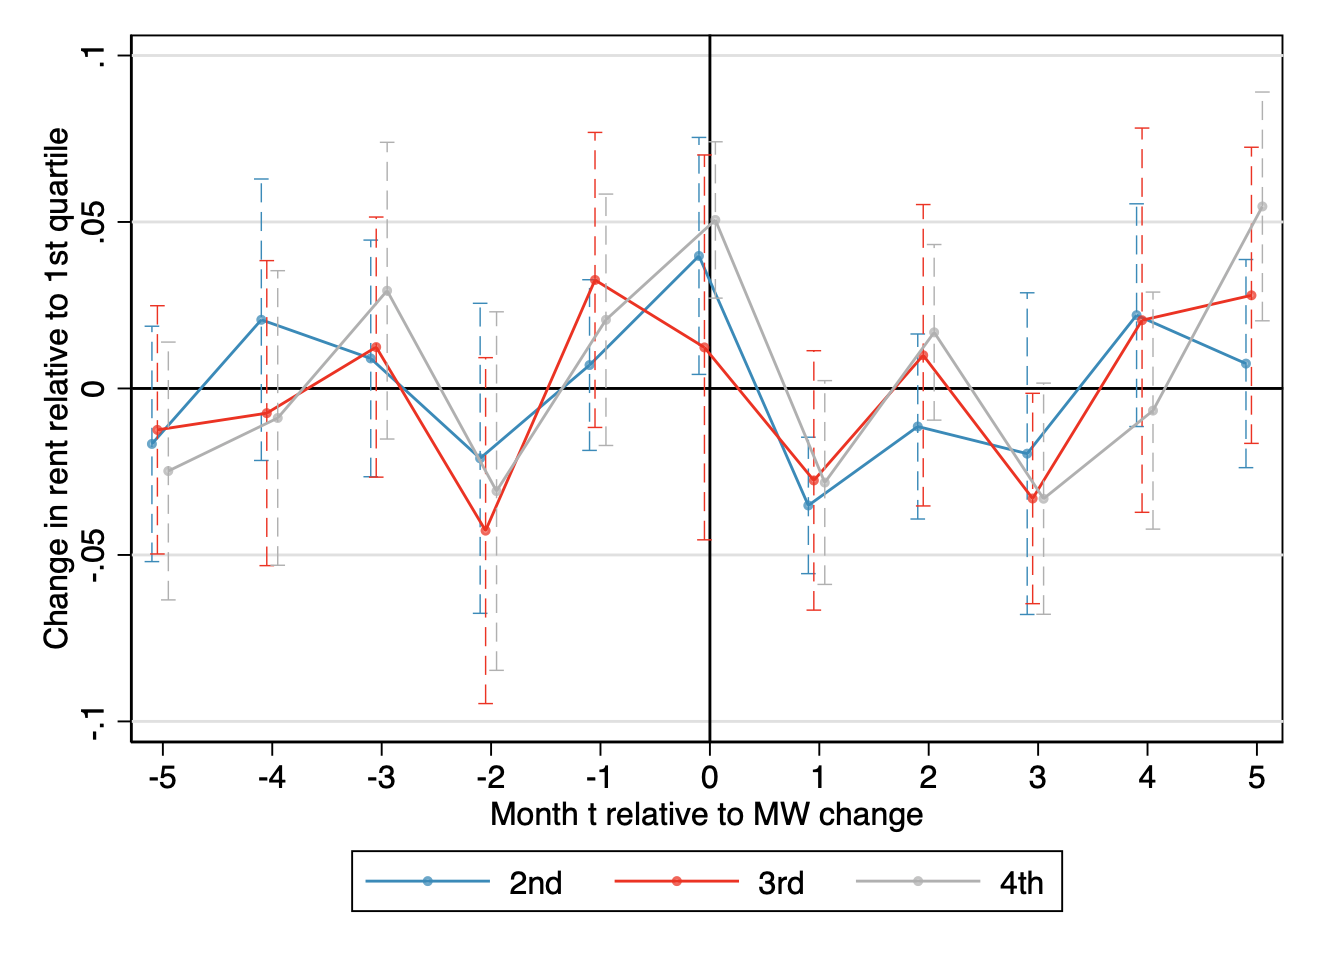 Change in rent relative to 1st quartile
.1
.05
0
-.05
-.1
-5 -4 -3 -2 -1 0 1 2 3 4 5
Month t relative to MW change
2nd 3rd 4th